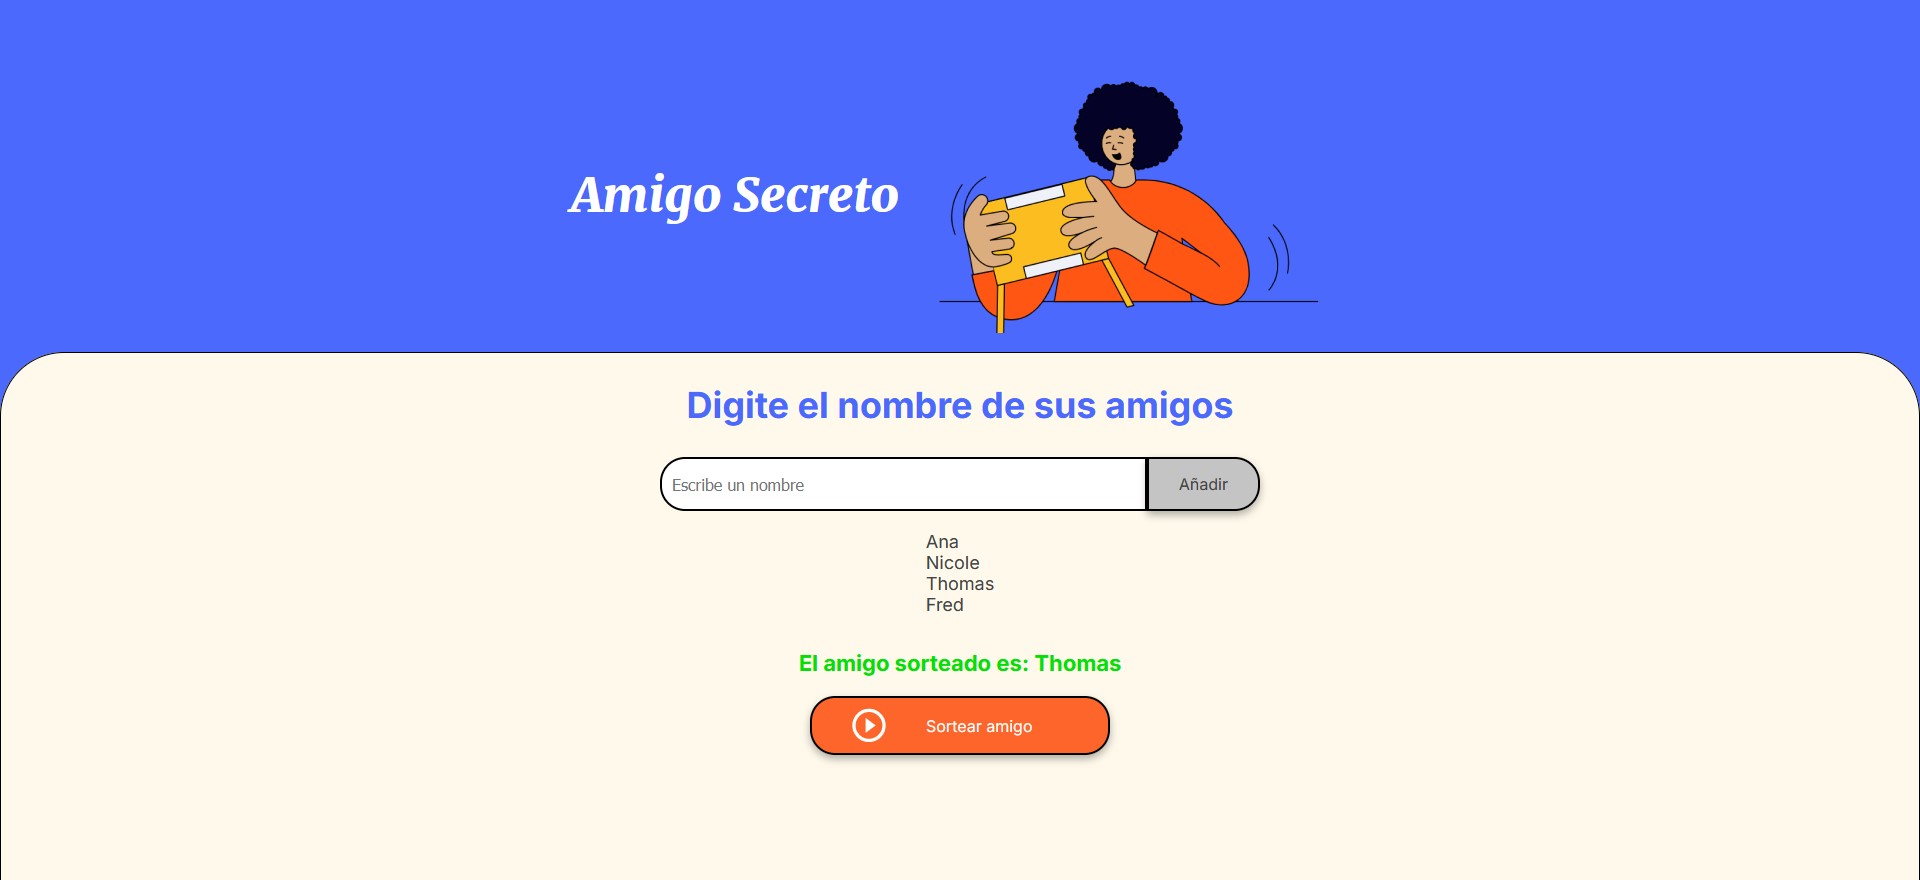 Amigo Secreto
Digite el nombre de sus amigos
Escribe un nombre
Añadir
Ana
Nicole
Thomas
Fred
El amigo sorteado es: Thomas
Sortear amigo